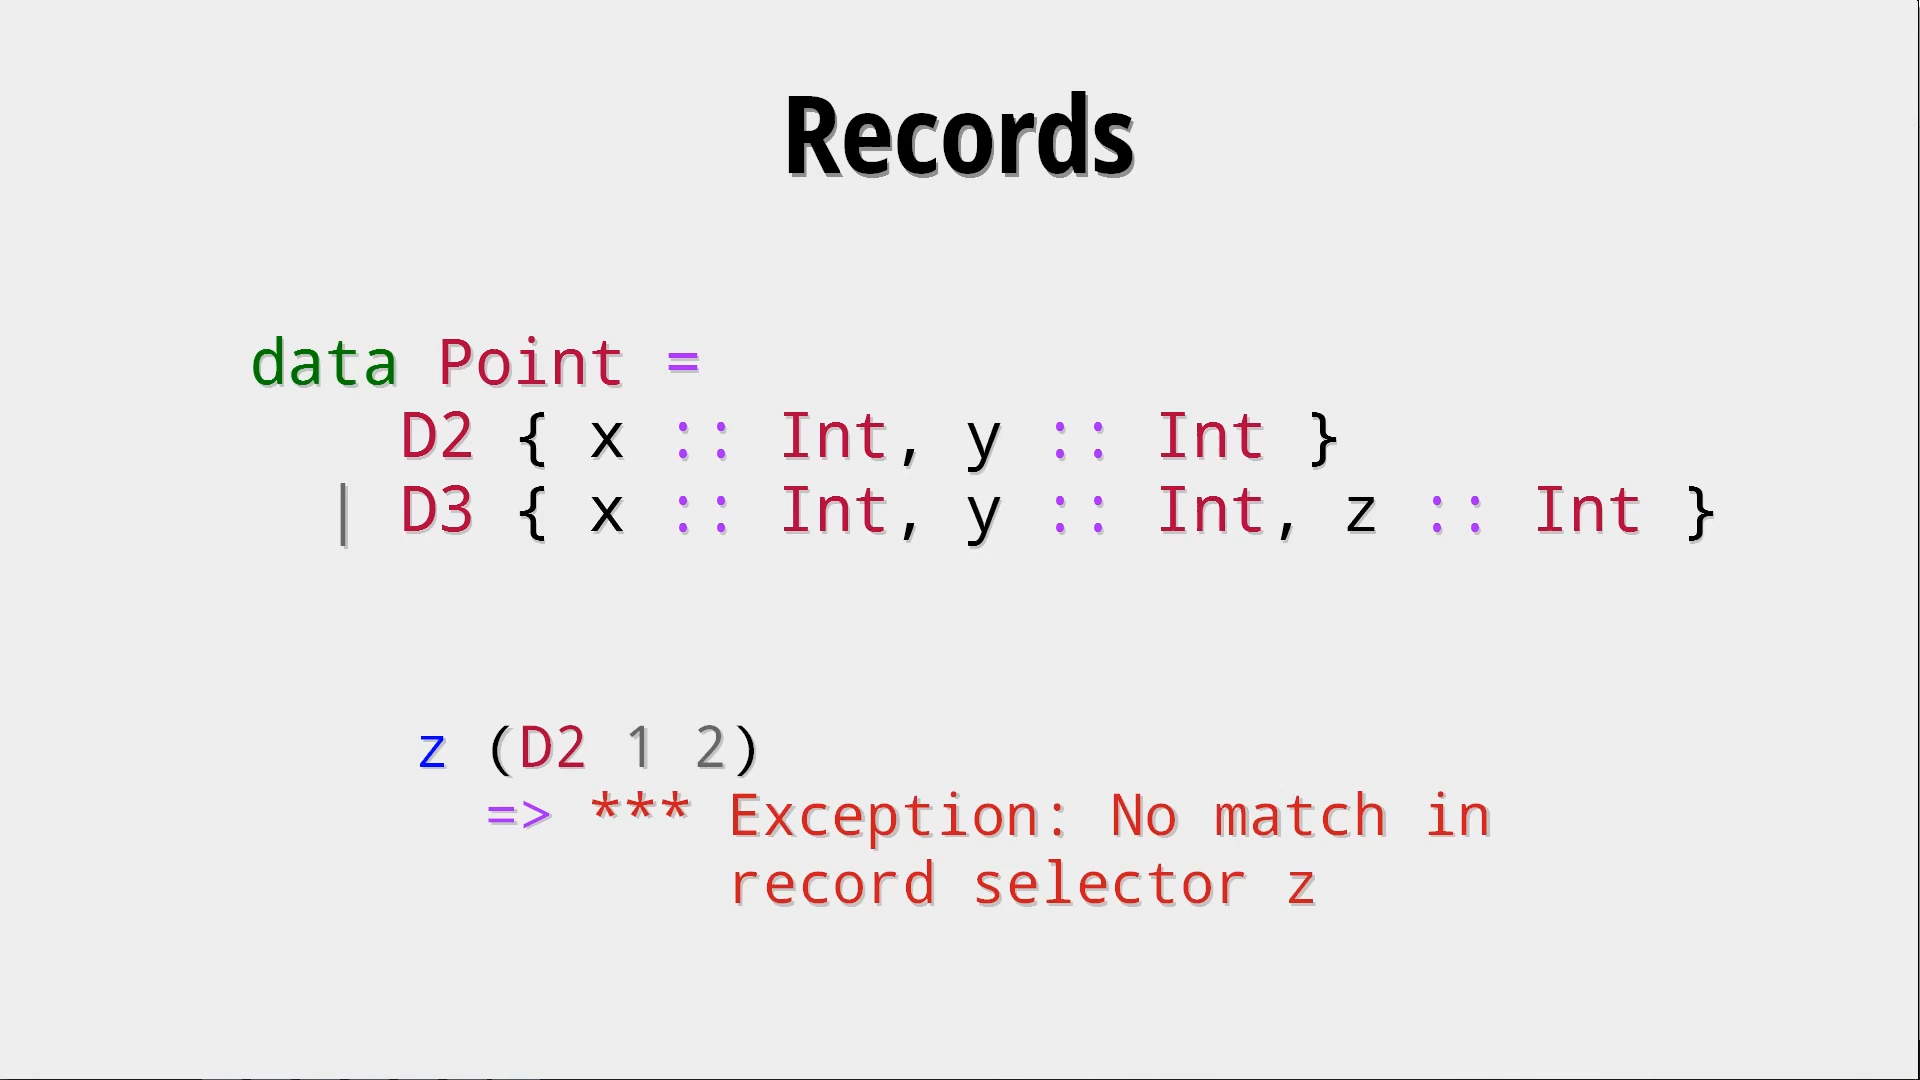 Records
data Point =
D2 { x :: Int, y :: Int }
| D3 { x :: Int, y :: Int, z :: Int }
z (D2 1 2)
=> *** Exception: No match in
record selector z